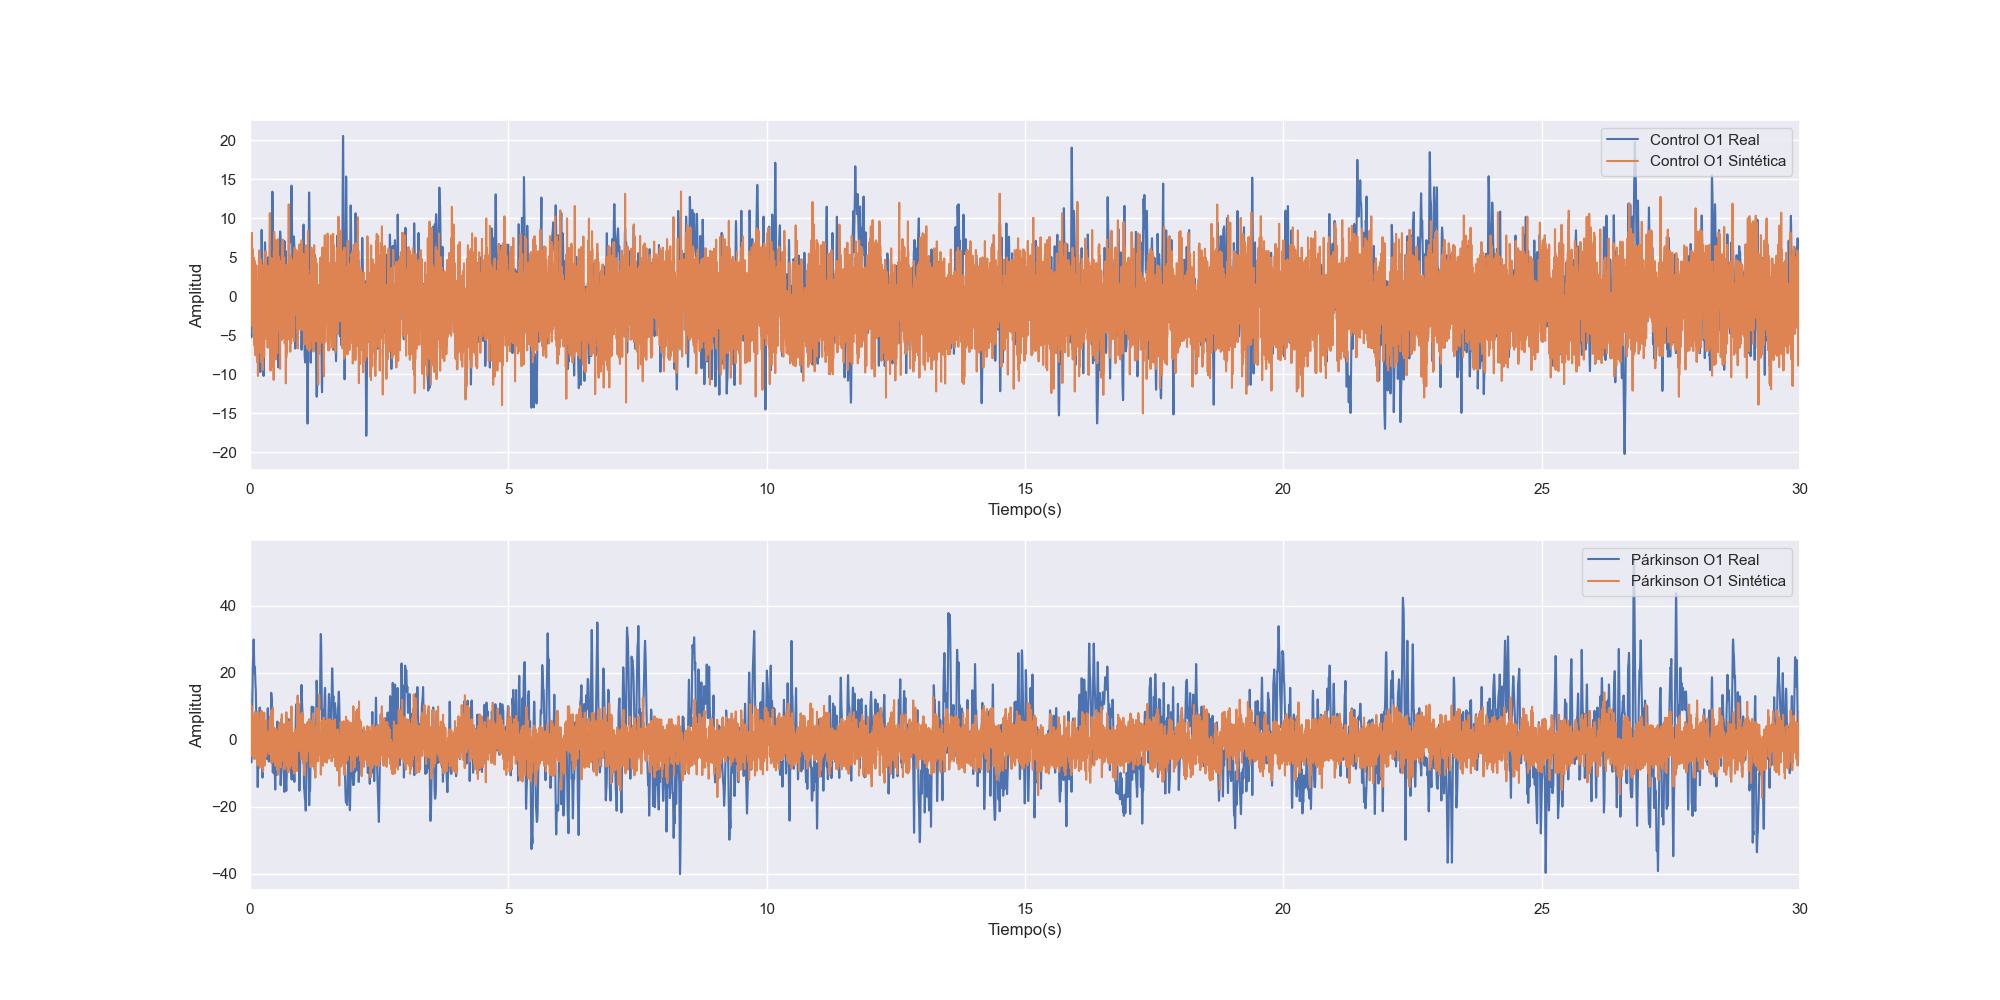 20
15
10
5
0
−5
−10
−15
−20
Amplitud
Control O1 Real
Control O1 Sintética
0 5 10 15 20 25 30
Tiempo(s)
40
20
0
−20
−40
Amplitud
Párkinson O1 Real
Párkinson O1 Sintética
0 5 10 15 20 25 30
Tiempo(s)